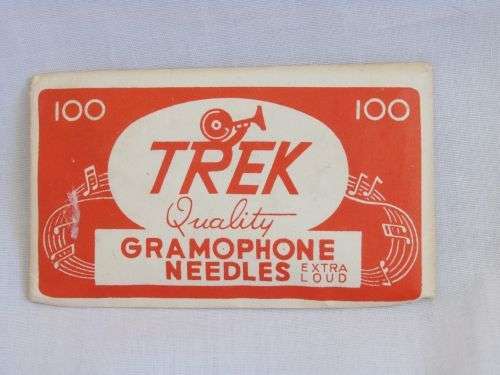 100 100
TREK
Quality
GRAMOPHONE
NEEDLES EXTRA
LOUD